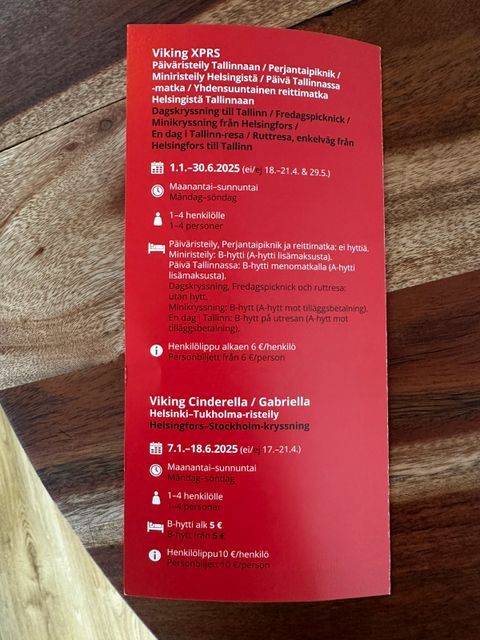 Viking XPRS
Päiväristeily Tallinnaan / Perjantaipiknik /
Miniristeily Helsingistä / Päivä Tallinnassa
-matka / Yhdensuuntainen reittimatka
Helsingistä Tallinnaan
Dagskryssning till Tallinn / Fredagspicknick /
Minikryssning från Helsingfors /
En dag i Tallinn-resa / Ruttresa, enkelväg från
Helsingfors till Tallinn
1.1.–30.6.2025 (ei/ej 18.–21.4. & 29.5.)
Maanantai–sunnuntai
Måndag–söndag
1–4 henkilölle
1–4 personer
Päiväristeily, Perjantaipiknik ja reittimatka: ei hyttiä.
Miniristeily: B-hytti (A-hytti lisämaksusta).
Päivä Tallinnassa: B-hytti menomatkalla (A-hytti
lisämaksusta).
Dagskryssning, Fredagspicknick och ruttresa:
utan hytt.
Minikryssning: B-hytt (A-hytt mot tilläggsbetalning).
En dag i Tallinn: B-hytt på utresan (A-hytt mot
tilläggsbetalning).
Henkilölippu alkaen 6 €/henkilö
Personbiljett från 6 €/person
Viking Cinderella / Gabriella
Helsinki–Tukholma-risteily
Helsingfors–Stockholm-kryssning
7.1.–18.6.2025 (ei/ej 17.–21.4.)
Maanantai–sunnuntai
Måndag–söndag
1–4 henkilölle
1–4 personer
B-hytti alk 5 €
B-hytt från 5 €
Henkilölippu10 €/henkilö
Personbiljett 10 €/person